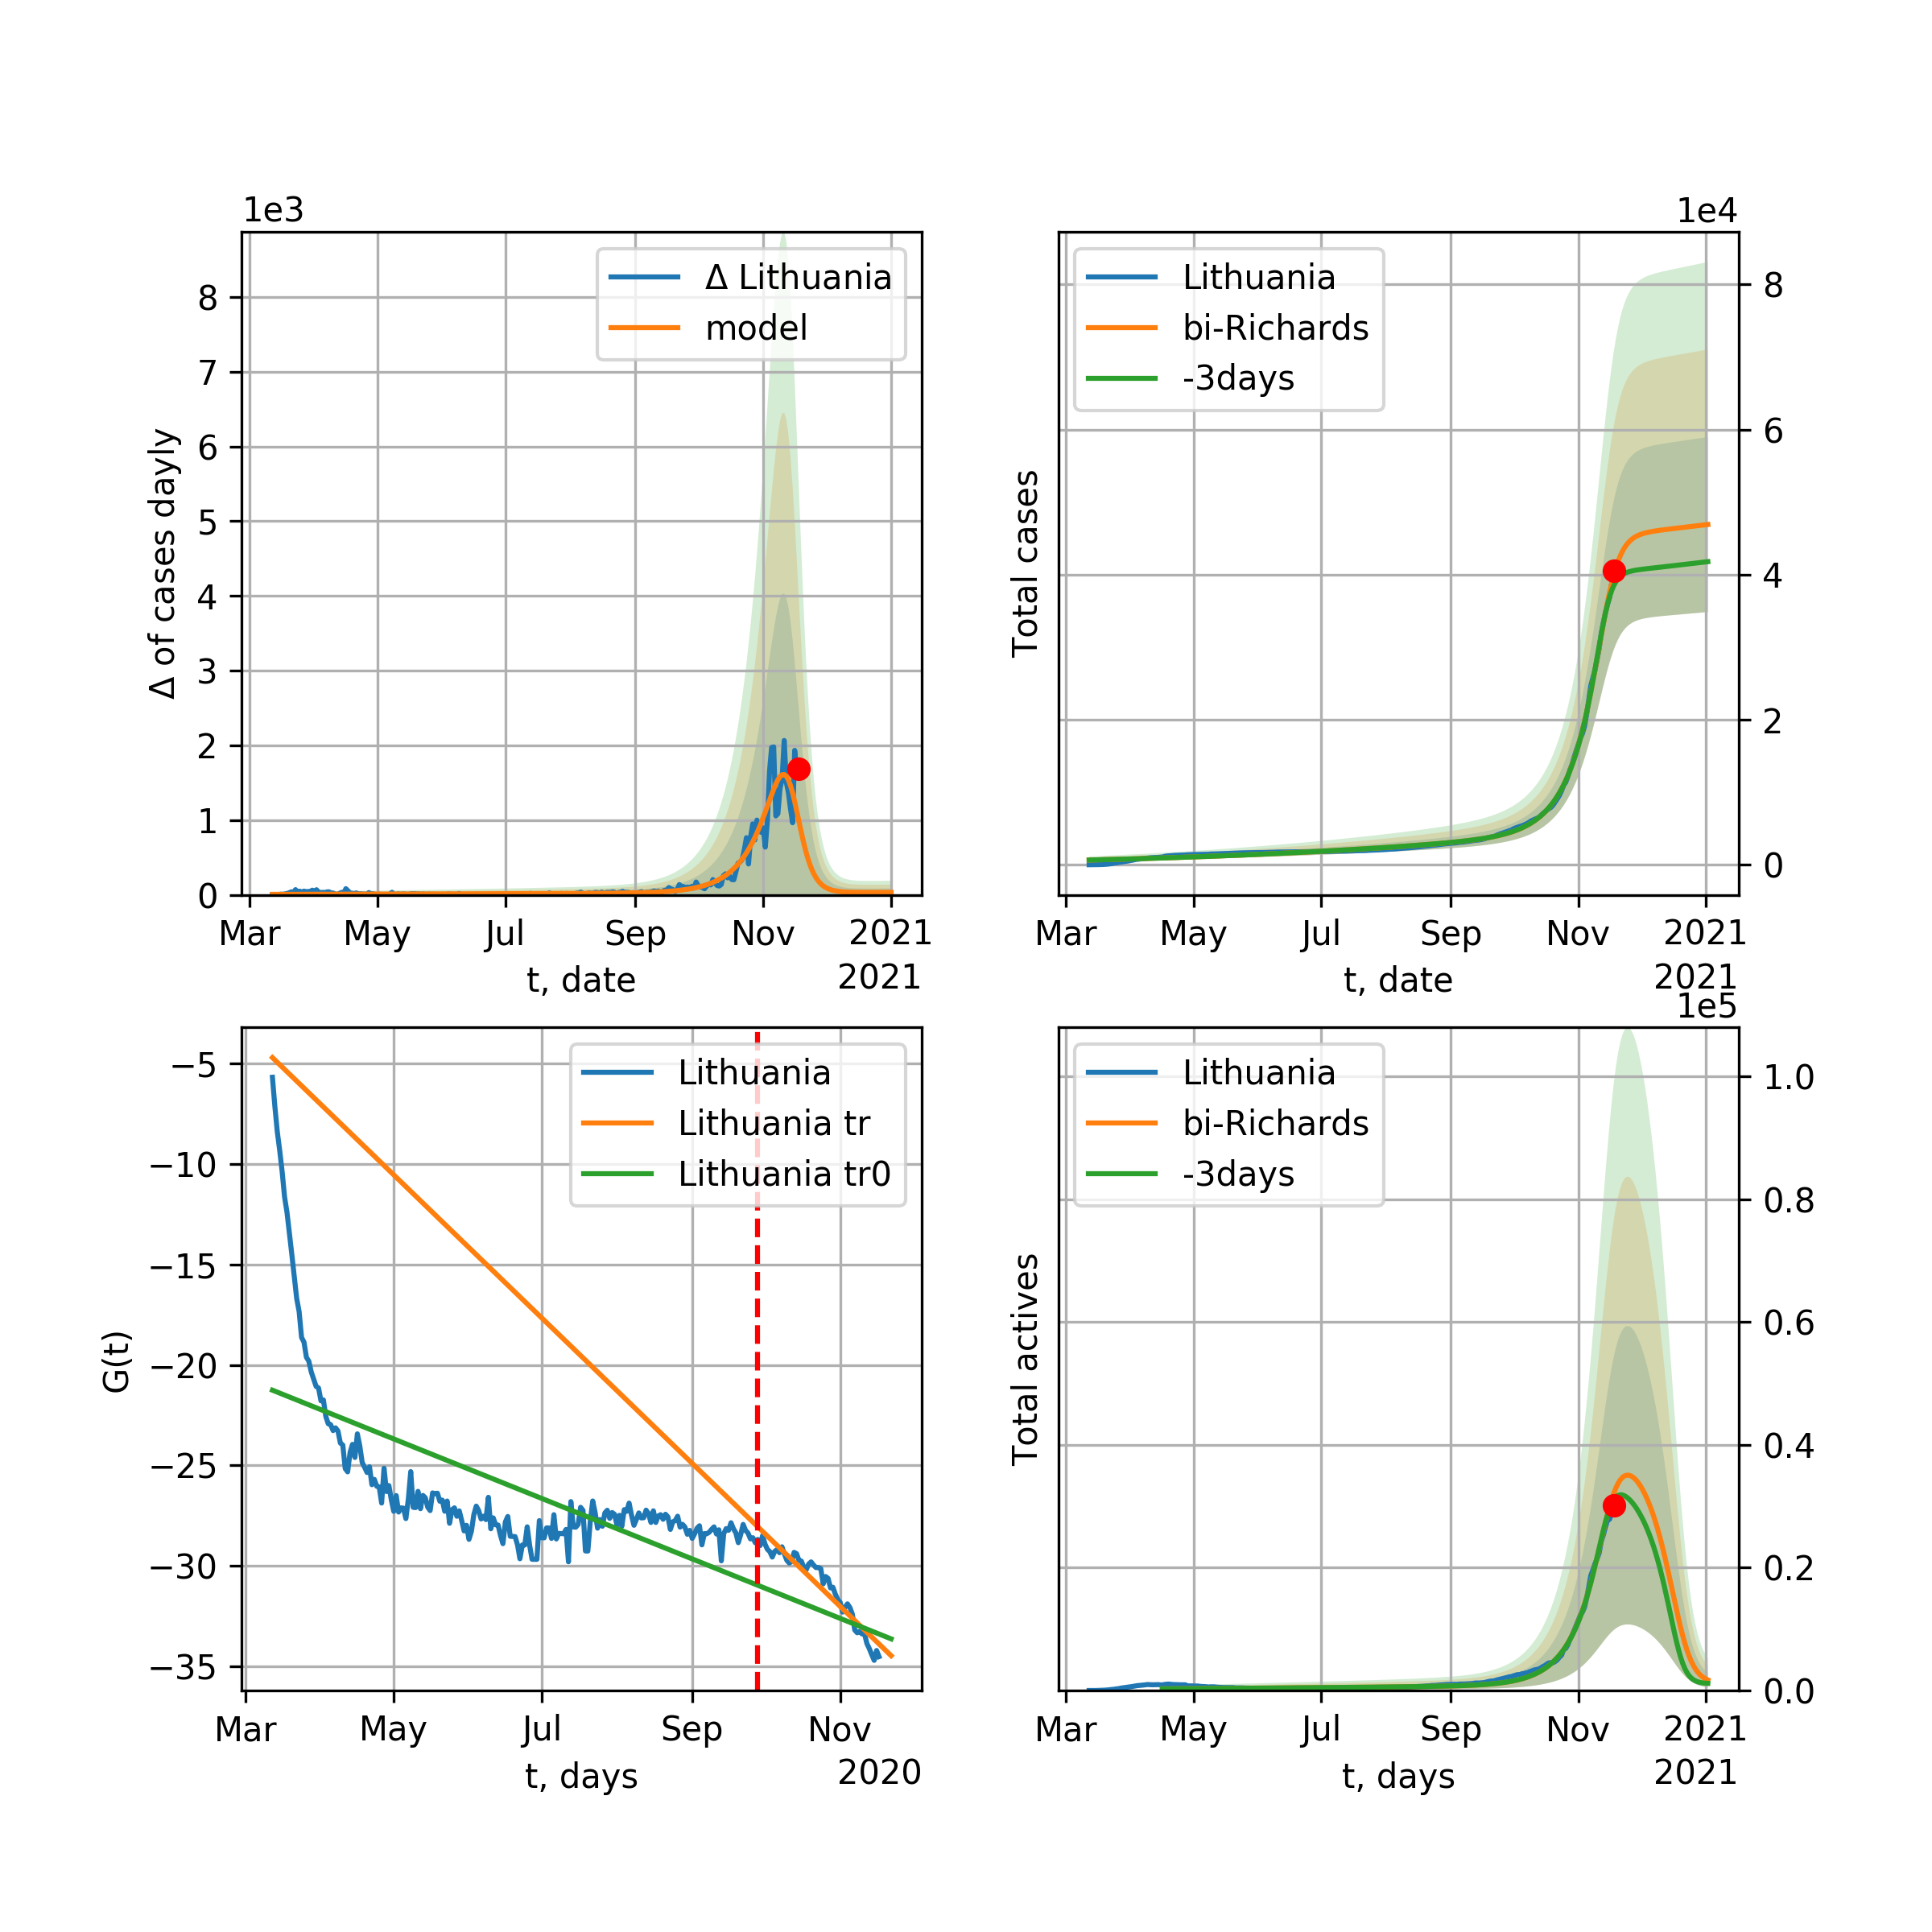 1e3
Δ of cases dayly
8
7
6
5
4
3
2
1
0
Δ Lithuania
model
Mar May Jul Sep Nov 2021
t, date
2021
1e4
Total cases
Lithuania
bi-Richards
-3days
8
6
4
2
0
Mar May Jul Sep Nov 2021
t, date
2021
G(t)
−5
−10
−15
−20
−25
−30
−35
Lithuania
Lithuania tr
Lithuania tr0
Mar May Jul Sep Nov
t, days
2020
1e5
Total actives
Lithuania
bi-Richards
-3days
1.0
0.8
0.6
0.4
0.2
0.0
Mar May Jul Sep Nov 2021
t, days
2021